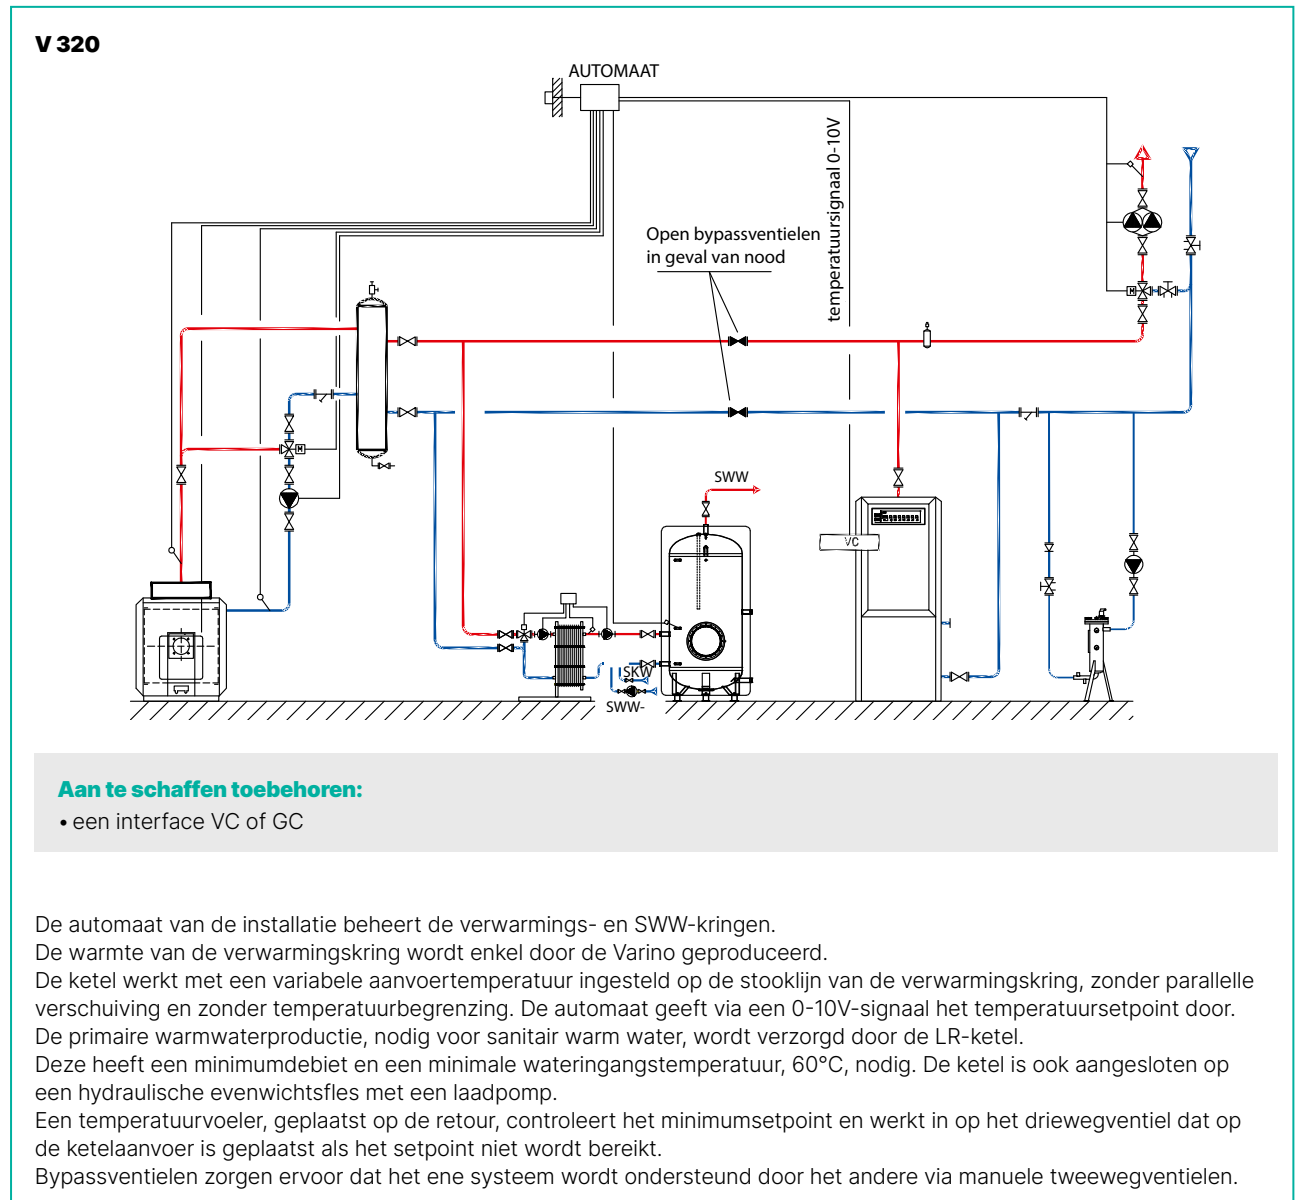 V 320
AUTOMAAT
temperatuursignaal 0-10V
Open bypassventielen
in geval van nood
M
M
SWW
VC
SKW
SWW-
Aan te schaffen toebehoren:
• een interface VC of GC
De automaat van de installatie beheert de verwarmings- en SWW-kringen.
De warmte van de verwarmingskring wordt enkel door de Varino geproduceerd.
De ketel werkt met een variabele aanvoertemperatuur ingesteld op de stooklijn van de verwarmingskring, zonder parallelle
verschuiving en zonder temperatuurbegrenzing. De automaat geeft via een 0-10V-signaal het temperatuursetpoint door.
De primaire warmwaterproductie, nodig voor sanitair warm water, wordt verzorgd door de LR-ketel.
Deze heeft een minimumdebiet en een minimale wateringangstemperatuur, 60°C, nodig. De ketel is ook aangesloten op
een hydraulische evenwichtsfles met een laadpomp.
Een temperatuurvoeler, geplaatst op de retour, controleert het minimumsetpoint en werkt in op het driewegventiel dat op
de ketelaanvoer is geplaatst als het setpoint niet wordt bereikt.
Bypassventielen zorgen ervoor dat het ene systeem wordt ondersteund door het andere via manuele tweewegventielen.